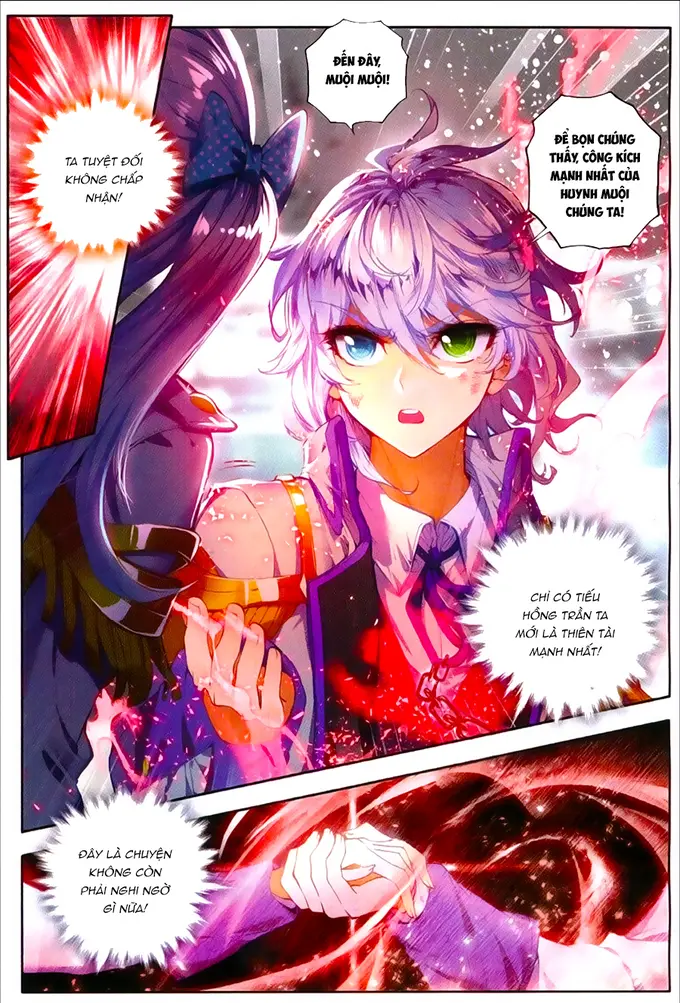 ĐẾN ĐÂY,
MUỘI MUỘI!
ĐỂ BỌN CHÚNG
THẤY, CÔNG KÍCH
MẠNH NHẤT CỦA
HUYNH MUỘI
CHÚNG TA!
TA TUYỆT ĐỐI
KHÔNG CHẤP
NHẬN!
CHỈ CÓ TIẾU
HỒNG TRẦN TA
MỚI LÀ THIÊN TÀI
MẠNH NHẤT!
ĐÂY LÀ CHUYỆN
KHÔNG CÒN
PHẢI NGHI NGỜ
GÌ NỮA!